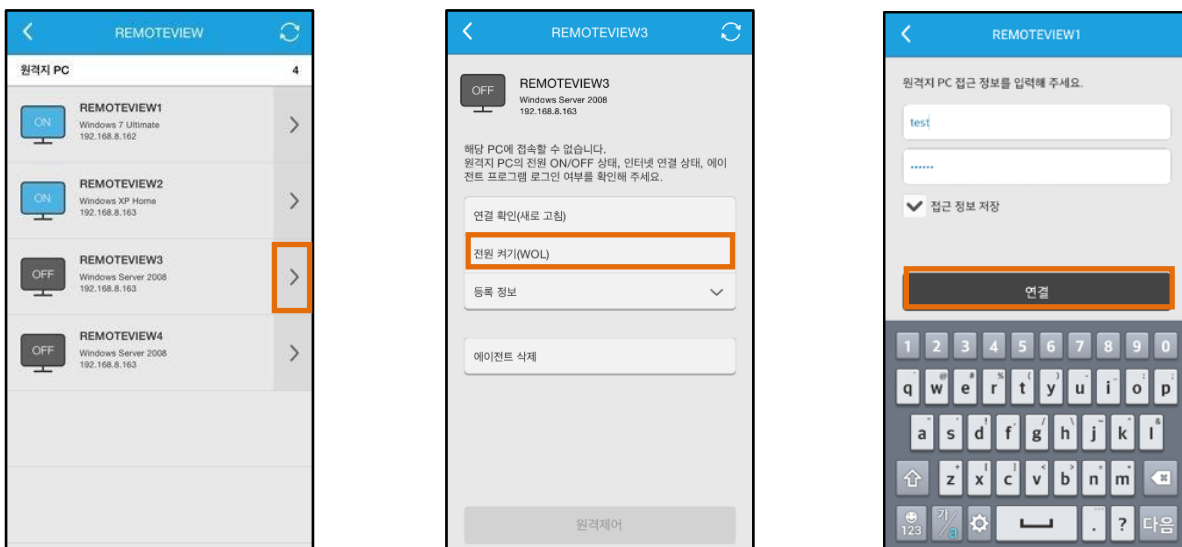 REMOTEVIEW
원격지 PC 4
ON
REMOTEVIEW1
Windows 7 Ultimate
192.168.8.162
ON
REMOTEVIEW2
Windows XP Home
192.168.8.163
OFF
REMOTEVIEW3
Windows Server 2008
192.168.8.163
OFF
REMOTEVIEW4
Windows Server 2008
192.168.8.163
REMOTEVIEW3
OFF
REMOTEVIEW3
Windows Server 2008
192.168.8.163
해당 PC에 접속할 수 없습니다.
원격지 PC의 전원 ON/OFF 상태, 인터넷 연결 상태, 에이
전트 프로그램 로그인 여부를 확인해 주세요.
연결 확인(새로 고침)
전원 켜기(WOL)
등록 정보
에이전트 삭제
원격제어
REMOTEVIEW1
원격지 PC 접근 정보를 입력해 주세요.
test
••••••
접근 정보 저장
연결
1 2 3 4 5 6 7 8 9 0
q w e r t y u i o p
a s d f g h j k l
z x c v b n m
123 가/a . ? 다음